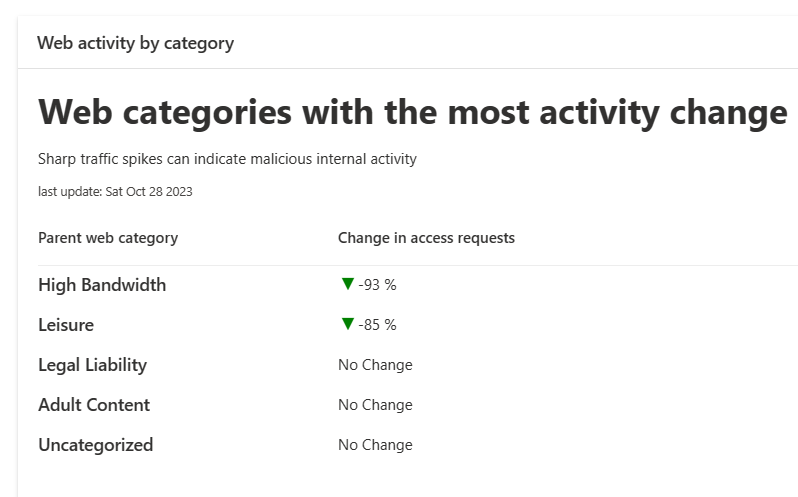 Web activity by category
Web categories with the most activity change
Sharp traffic spikes can indicate malicious internal activity
last update: Sat Oct 28 2023
Parent web category Change in access requests
High Bandwidth ▼ -93 %
Leisure ▼ -85 %
Legal Liability No Change
Adult Content No Change
Uncategorized No Change